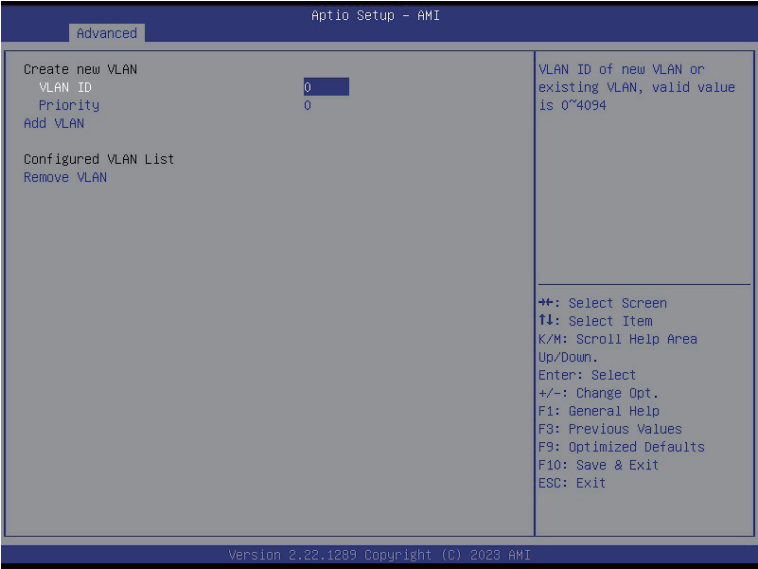 Aptio Setup – AMI
Advanced
Create new VLAN
VLAN ID 0
Priority 0
Add VLAN
Configured VLAN List
Remove VLAN
VLAN ID of new VLAN or
existing VLAN, valid value
is 0~4094
→←: Select Screen
↑↓: Select Item
K/M: Scroll Help Area
Up/Down.
Enter: Select
+/-: Change Opt.
F1: General Help
F3: Previous Values
F9: Optimized Defaults
F10: Save & Exit
ESC: Exit
Version 2.22.1289 Copyright (C) 2023 AMI